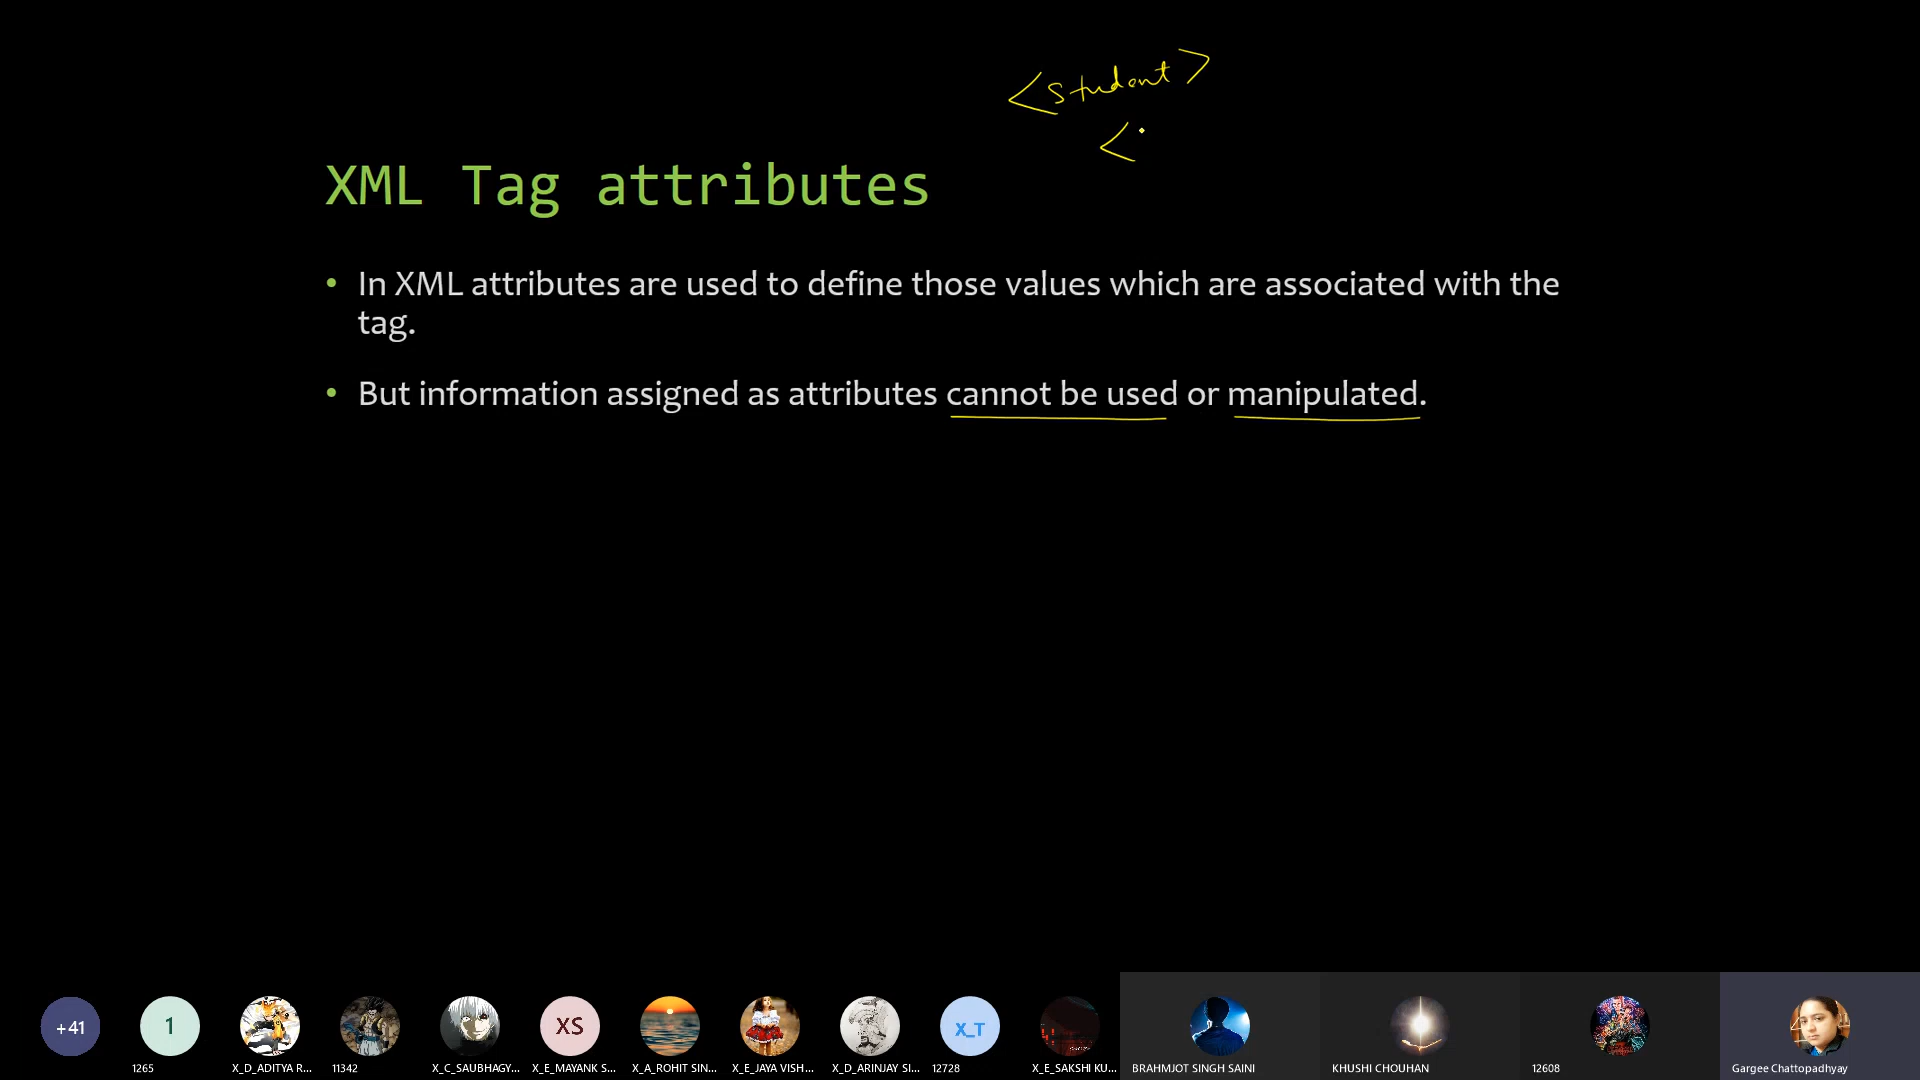 <student>
<
XML Tag attributes
• In XML attributes are used to define those values which are associated with the
tag.
• But information assigned as attributes cannot be used or manipulated.
+41
1
XS
X_T
1265
X_D_ADITYA R...
11342
X_C_SAUBHAGY...
X_E_MAYANK S...
X_A_ROHIT SIN...
X_E_JAYA VISH...
X_D_ARINJAY SI...
12728
X_E_SAKSHI KU...
BRAHMJOT SINGH SAINI
KHUSHI CHOUHAN
12608
Gargee Chattopadhyay